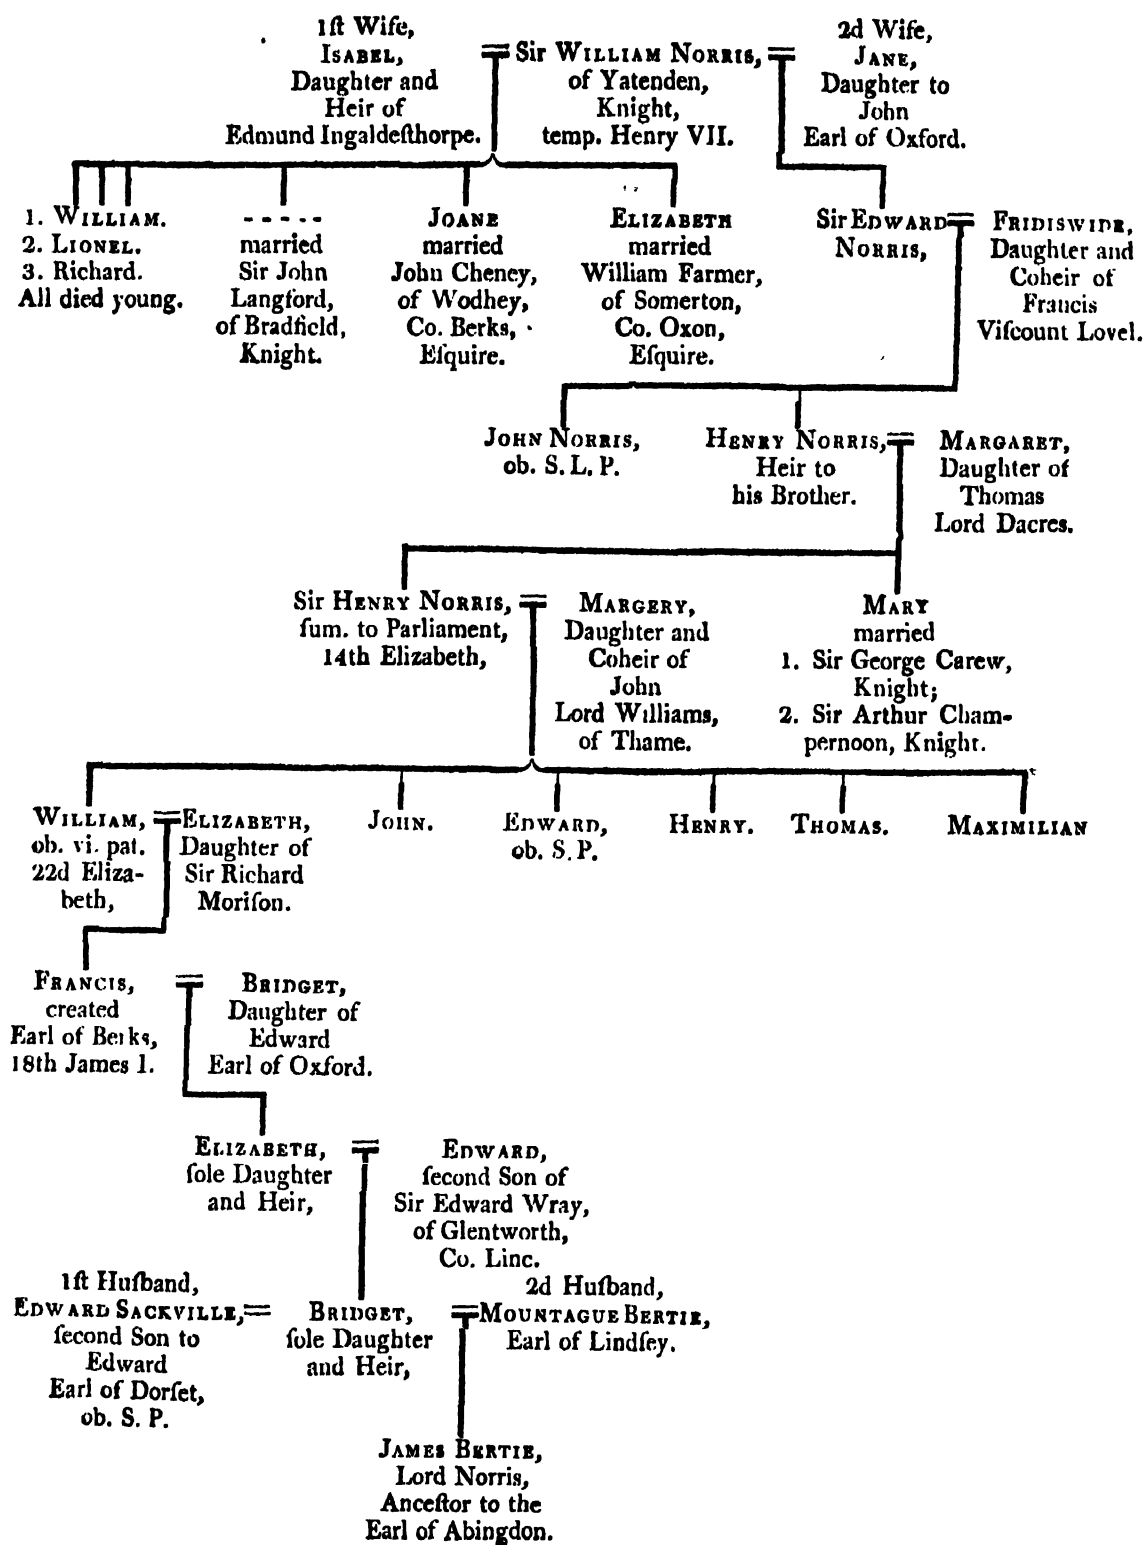 1ſt Wife,
ISABEL,
Daughter and
Heir of
Edmund Ingaldeſthorpe.
Sir WILLIAM NORRIS,
of Yatenden,
Knight,
temp. Henry VII.
2d Wife,
JANE,
Daughter to
John
Earl of Oxford.
1. WILLIAM.
2. LIONEL.
3. Richard.
All died young.
- - - - -
married
Sir John
Langford,
of Bradfield,
Knight.
JOANE
married
John Cheney,
of Wodhey,
Co. Berks,
Eſquire.
ELIZABETH
married
William Farmer,
of Somerton,
Co. Oxon,
Eſquire.
Sir EDWARD
NORRIS,
FRIDISWIDE,
Daughter and
Coheir of
Francis
Viſcount Lovel.
JOHN NORRIS,
ob. S. L. P.
HENRY NORRIS,
Heir to
his Brother.
MARGARET,
Daughter of
Thomas
Lord Dacres.
Sir HENRY NORRIS,
ſum. to Parliament,
14th Elizabeth,
MARGERY,
Daughter and
Coheir of
John
Lord Williams,
of Thame.
MARY
married
1. Sir George Carew,
Knight;
2. Sir Arthur Cham-
pernoon, Knight.
WILLIAM,
ob. vi. pat.
22d Eliza-
beth,
ELIZABETH,
Daughter of
Sir Richard
Moriſon.
JOHN.
EDWARD,
ob. S. P.
HENRY.
THOMAS.
MAXIMILIAN
FRANCIS,
created
Earl of Berks,
18th James I.
BRIDGET,
Daughter of
Edward
Earl of Oxford.
ELIZABETH,
ſole Daughter
and Heir,
EDWARD,
ſecond Son of
Sir Edward Wray,
of Glentworth,
Co. Linc.
1ſt Huſband,
EDWARD SACKVILLE,
ſecond Son to
Edward
Earl of Dorſet,
ob. S. P.
BRIDGET,
ſole Daughter
and Heir,
2d Huſband,
MOUNTAGUE BERTIE,
Earl of Lindſey.
JAMES BERTIE,
Lord Norris,
Anceſtor to the
Earl of Abingdon.